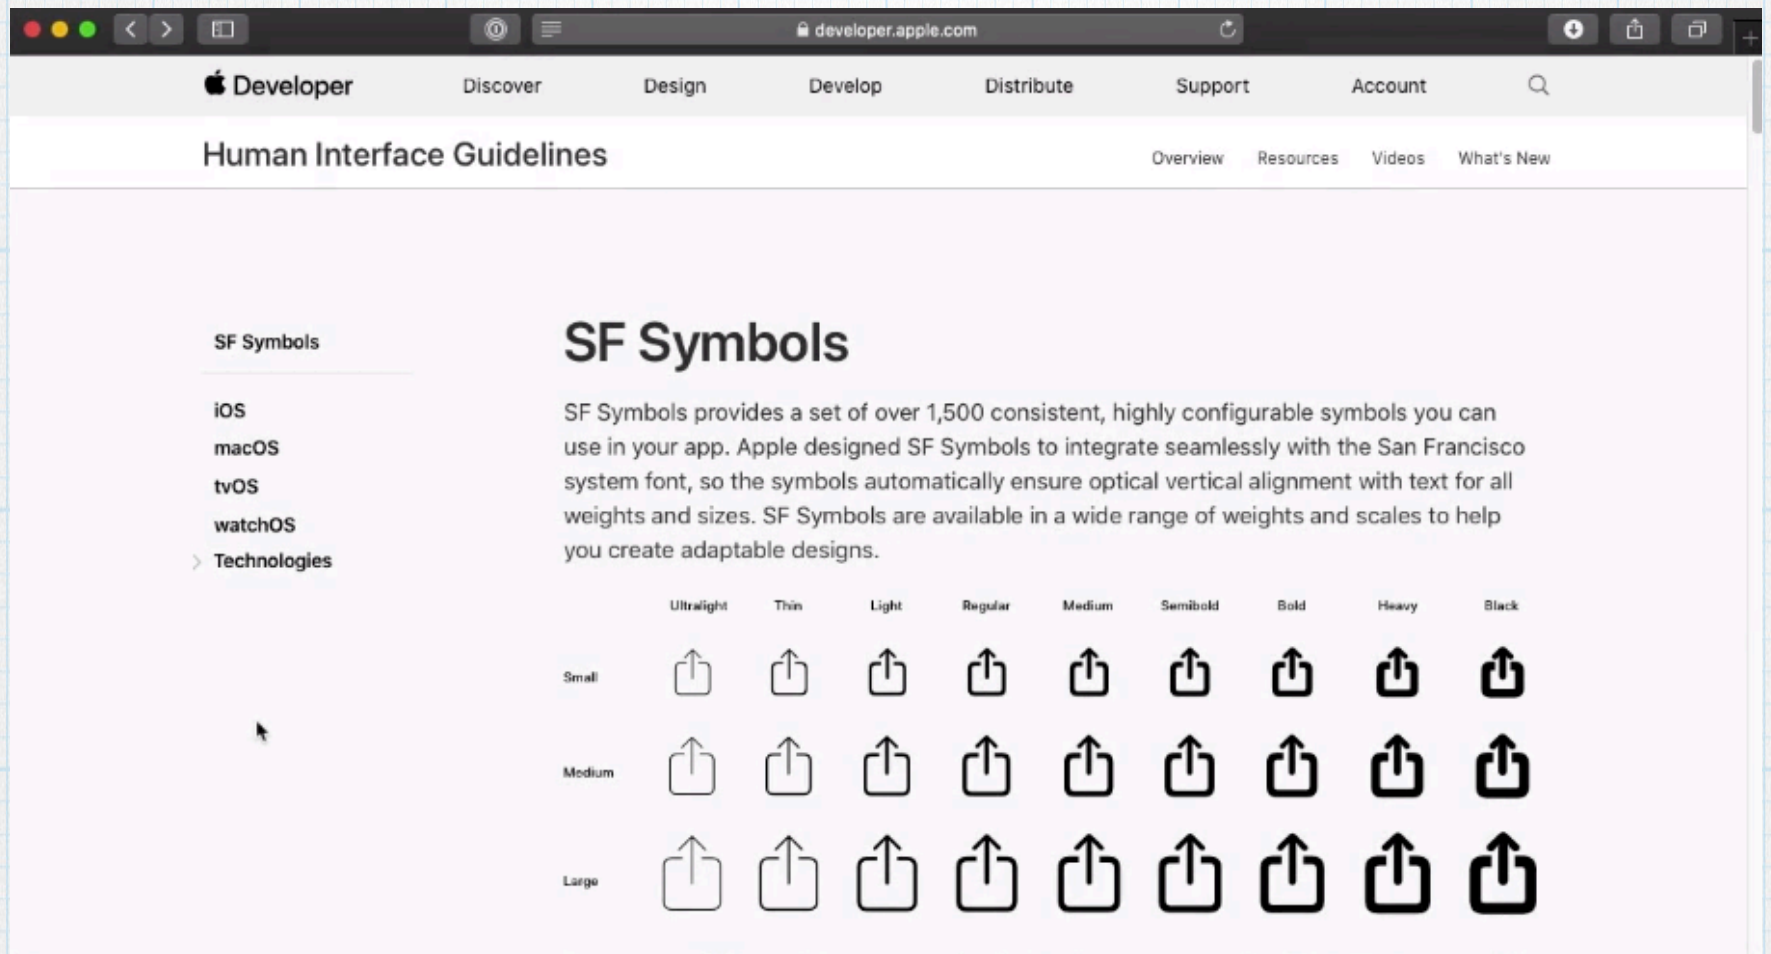 developer.apple.com
Developer Discover Design Develop Distribute Support Account
Human Interface Guidelines
Overview Resources Videos What's New
SF Symbols
iOS
macOS
tvOS
watchOS
Technologies
SF Symbols
SF Symbols provides a set of over 1,500 consistent, highly configurable symbols you can
use in your app. Apple designed SF Symbols to integrate seamlessly with the San Francisco
system font, so the symbols automatically ensure optical vertical alignment with text for all
weights and sizes. SF Symbols are available in a wide range of weights and scales to help
you create adaptable designs.
Ultralight Thin Light Regular Medium Semibold Bold Heavy Black
Small
Medium
Large